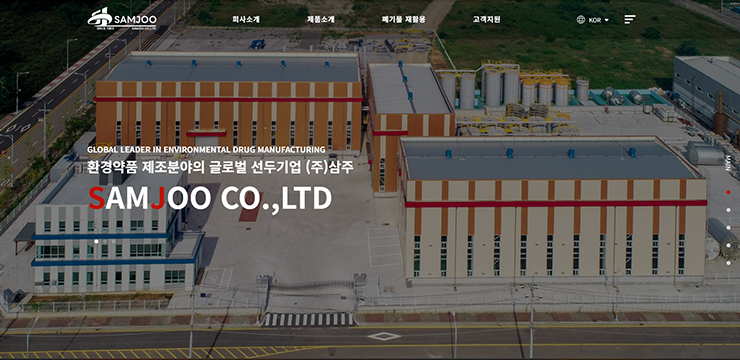 SAMJOO
회사소개
제품소개
폐기물 재활용
고객지원
KOR
GLOBAL LEADER IN ENVIRONMENTAL DRUG MANUFACTURING
환경약품 제조분야의 글로벌 선두기업 (주)삼주
SAMJOO CO.,LTD
MAIN